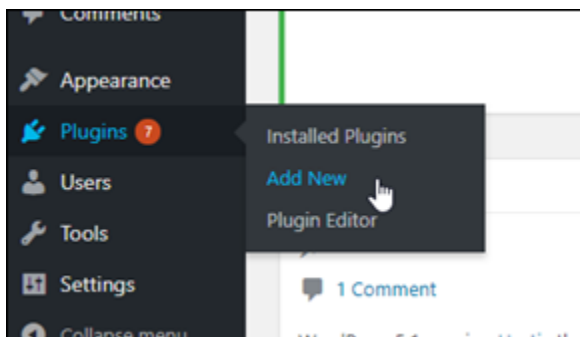 Comments
Appearance
Plugins 7
Installed Plugins
Add New
Plugin Editor
Users
Tools
Settings
1 Comment
Collapse menu